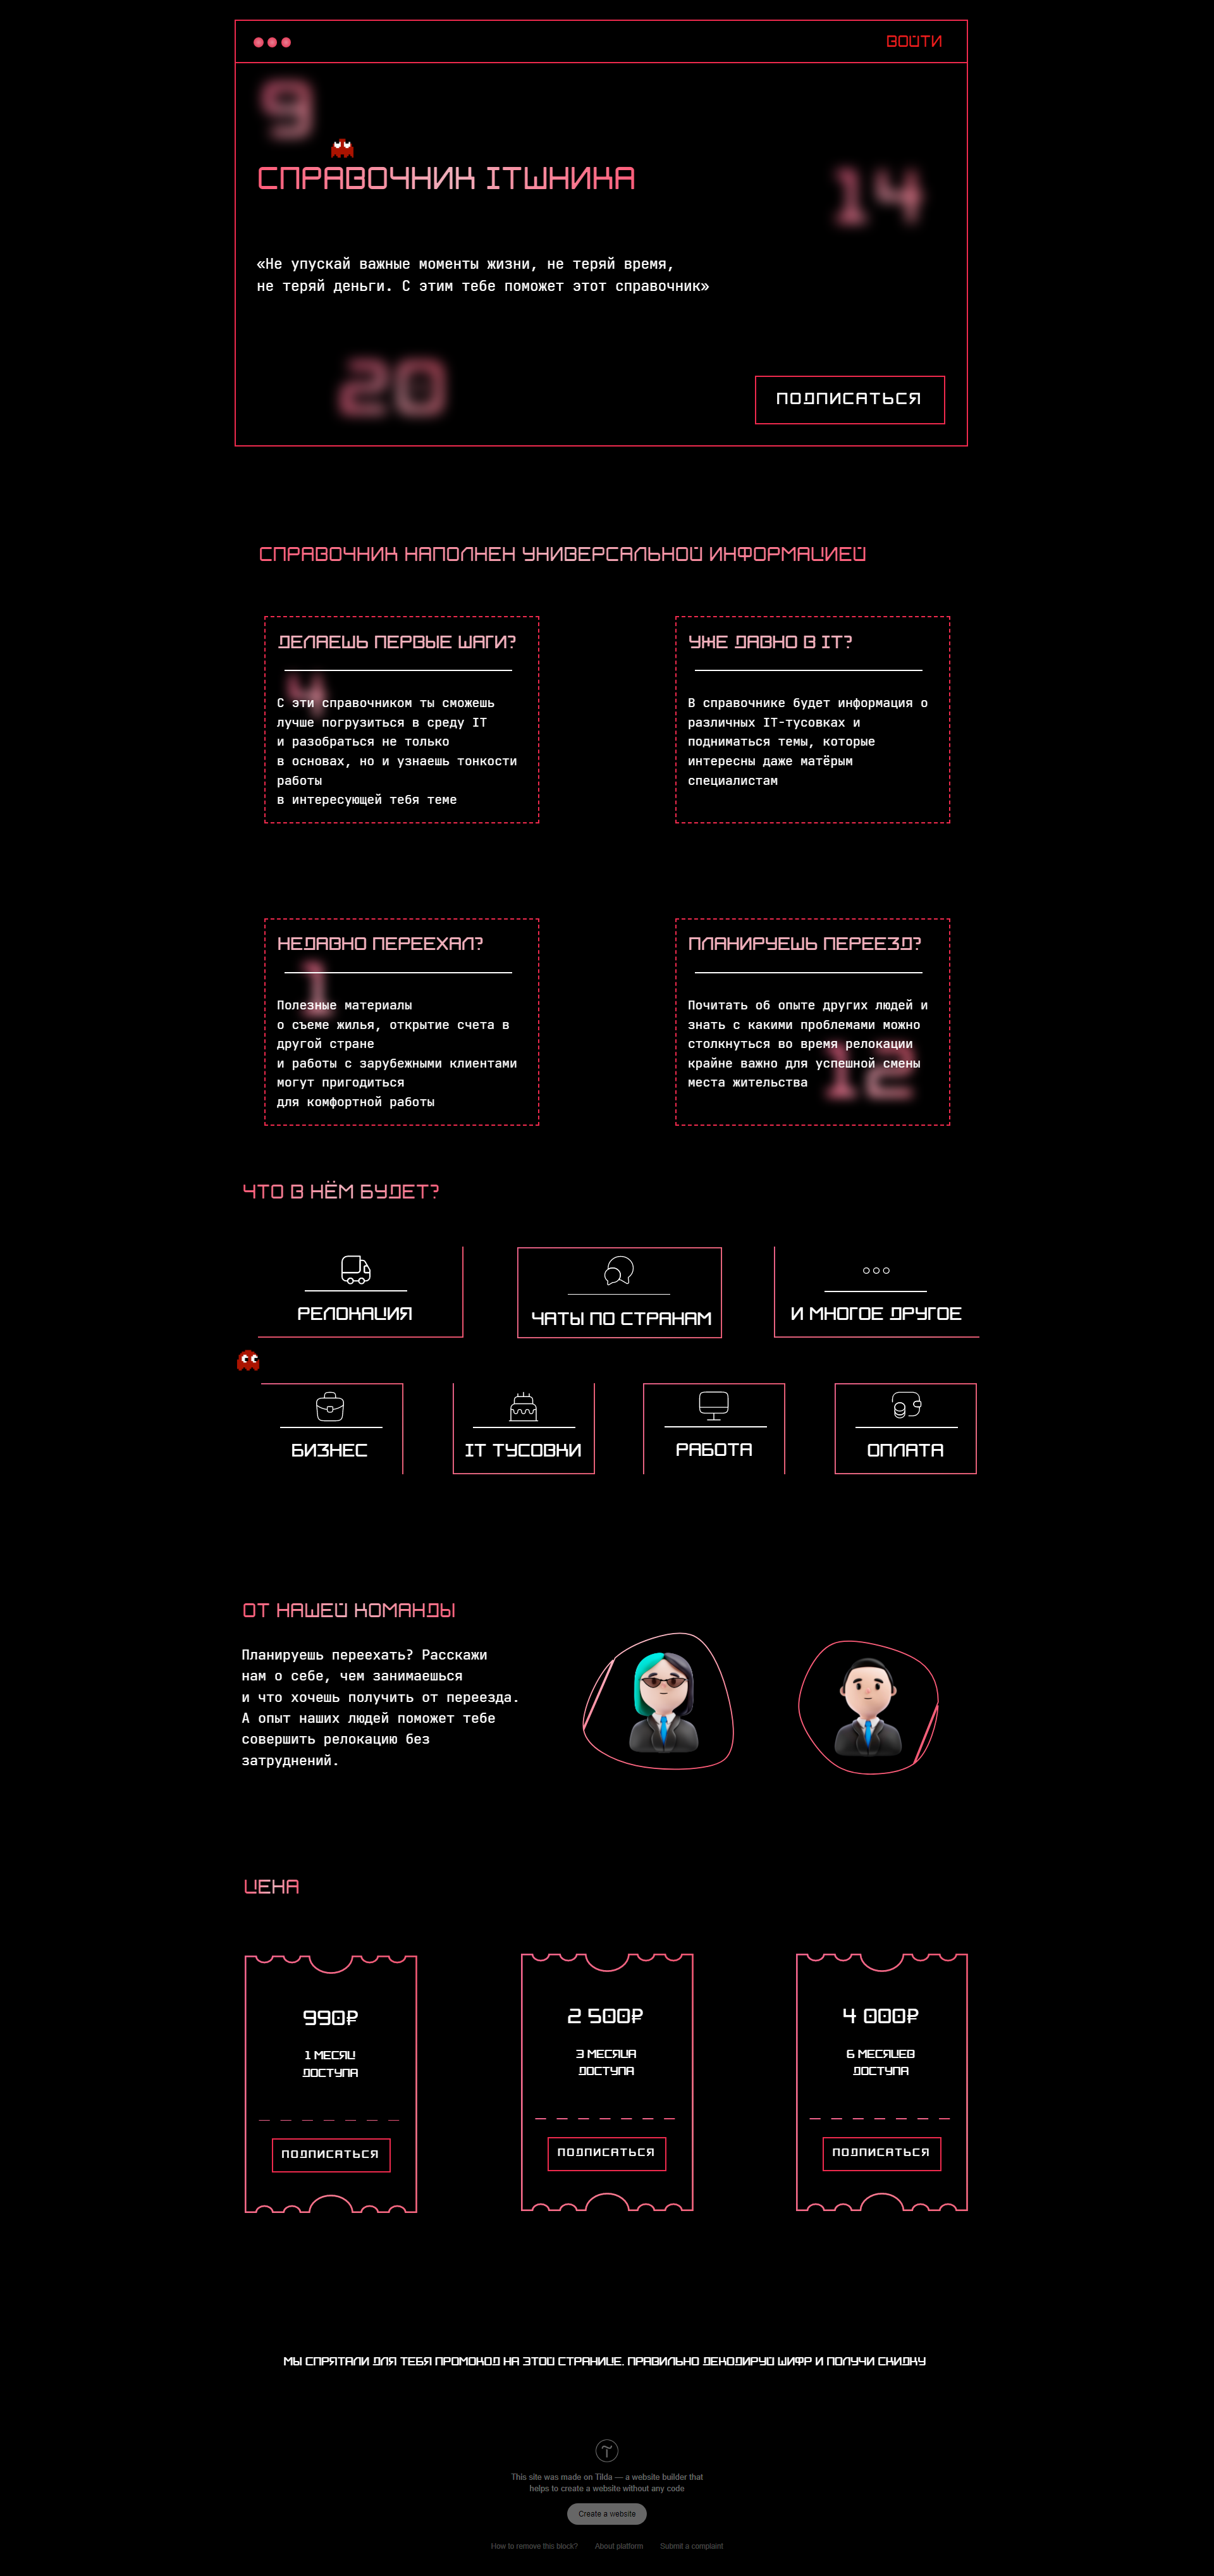 ВОЙТИ
9
СПРАВОЧНИК ITШНИКА
14
«Не упускай важные моменты жизни, не теряй время,
не теряй деньги. С этим тебе поможет этот справочник»
20
ПОДПИСАТЬСЯ
СПРАВОЧНИК НАПОЛНЕН УНИВЕРСАЛЬНОЙ ИНФОРМАЦИЕЙ
ДЕЛАЕШЬ ПЕРВЫЕ ШАГИ?
4
С эти справочником ты сможешь
лучше погрузиться в среду IT
и разобраться не только
в основах, но и узнаешь тонкости
работы
в интересующей тебя теме
УЖЕ ДАВНО В IT?
В справочнике будет информация о
различных IT-тусовках и
подниматься темы, которые
интересны даже матёрым
специалистам
НЕДАВНО ПЕРЕЕХАЛ?
1
Полезные материалы
о съеме жилья, открытие счета в
другой стране
и работы с зарубежными клиентами
могут пригодиться
для комфортной работы
ПЛАНИРУЕШЬ ПЕРЕЕЗД?
Почитать об опыте других людей и
знать с какими проблемами можно
столкнуться во время релокации
крайне важно для успешной смены
места жительства
12
ЧТО В НЁМ БУДЕТ?
РЕЛОКАЦИЯ
ЧАТЫ ПО СТРАНАМ
И МНОГОЕ ДРУГОЕ
БИЗНЕС
IT ТУСОВКИ
РАБОТА
ОПЛАТА
ОТ НАШЕЙ КОМАНДЫ
Планируешь переехать? Расскажи
нам о себе, чем занимаешься
и что хочешь получить от переезда.
А опыт наших людей поможет тебе
совершить релокацию без
затруднений.
ЦЕНА
990₽
1 МЕСЯЦ
ДОСТУПА
ПОДПИСАТЬСЯ
2 500₽
3 МЕСЯЦА
ДОСТУПА
ПОДПИСАТЬСЯ
4 000₽
6 МЕСЯЦЕВ
ДОСТУПА
ПОДПИСАТЬСЯ
МЫ СПРЯТАЛИ ДЛЯ ТЕБЯ ПРОМОКОД НА ЭТОЙ СТРАНИЦЕ. ПРАВИЛЬНО ДЕКОДИРУЙ ШИФР И ПОЛУЧИ СКИДКУ
This site was made on Tilda — a website builder that
helps to create a website without any code
Create a website
How to remove this block? About platform Submit a complaint